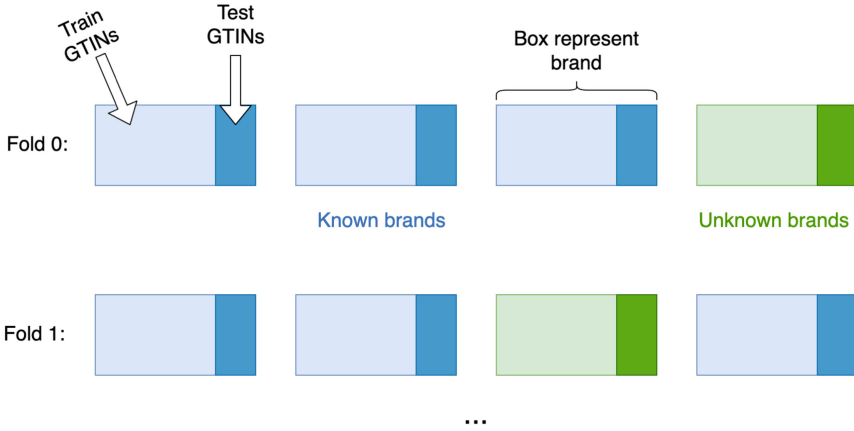 Train
GTINs
Test
GTINs
Box represent
brand
Fold 0:
Known brands
Unknown brands
Fold 1:
...